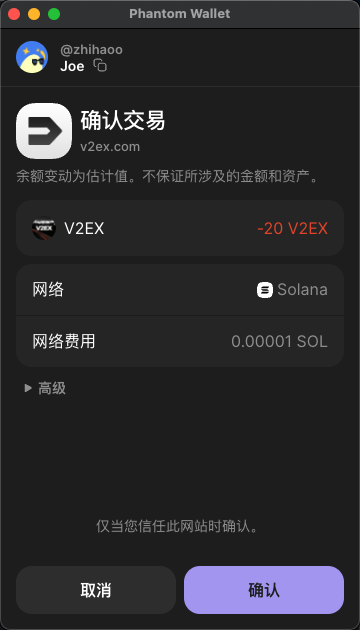 Phantom Wallet
@zhihaoo
Joe
确认交易
v2ex.com
余额变动为估计值。不保证所涉及的金额和资产。
V2EX V2EX -20 V2EX
网络 Solana
网络费用 0.00001 SOL
高级
仅当您信任此网站时确认。
取消 确认